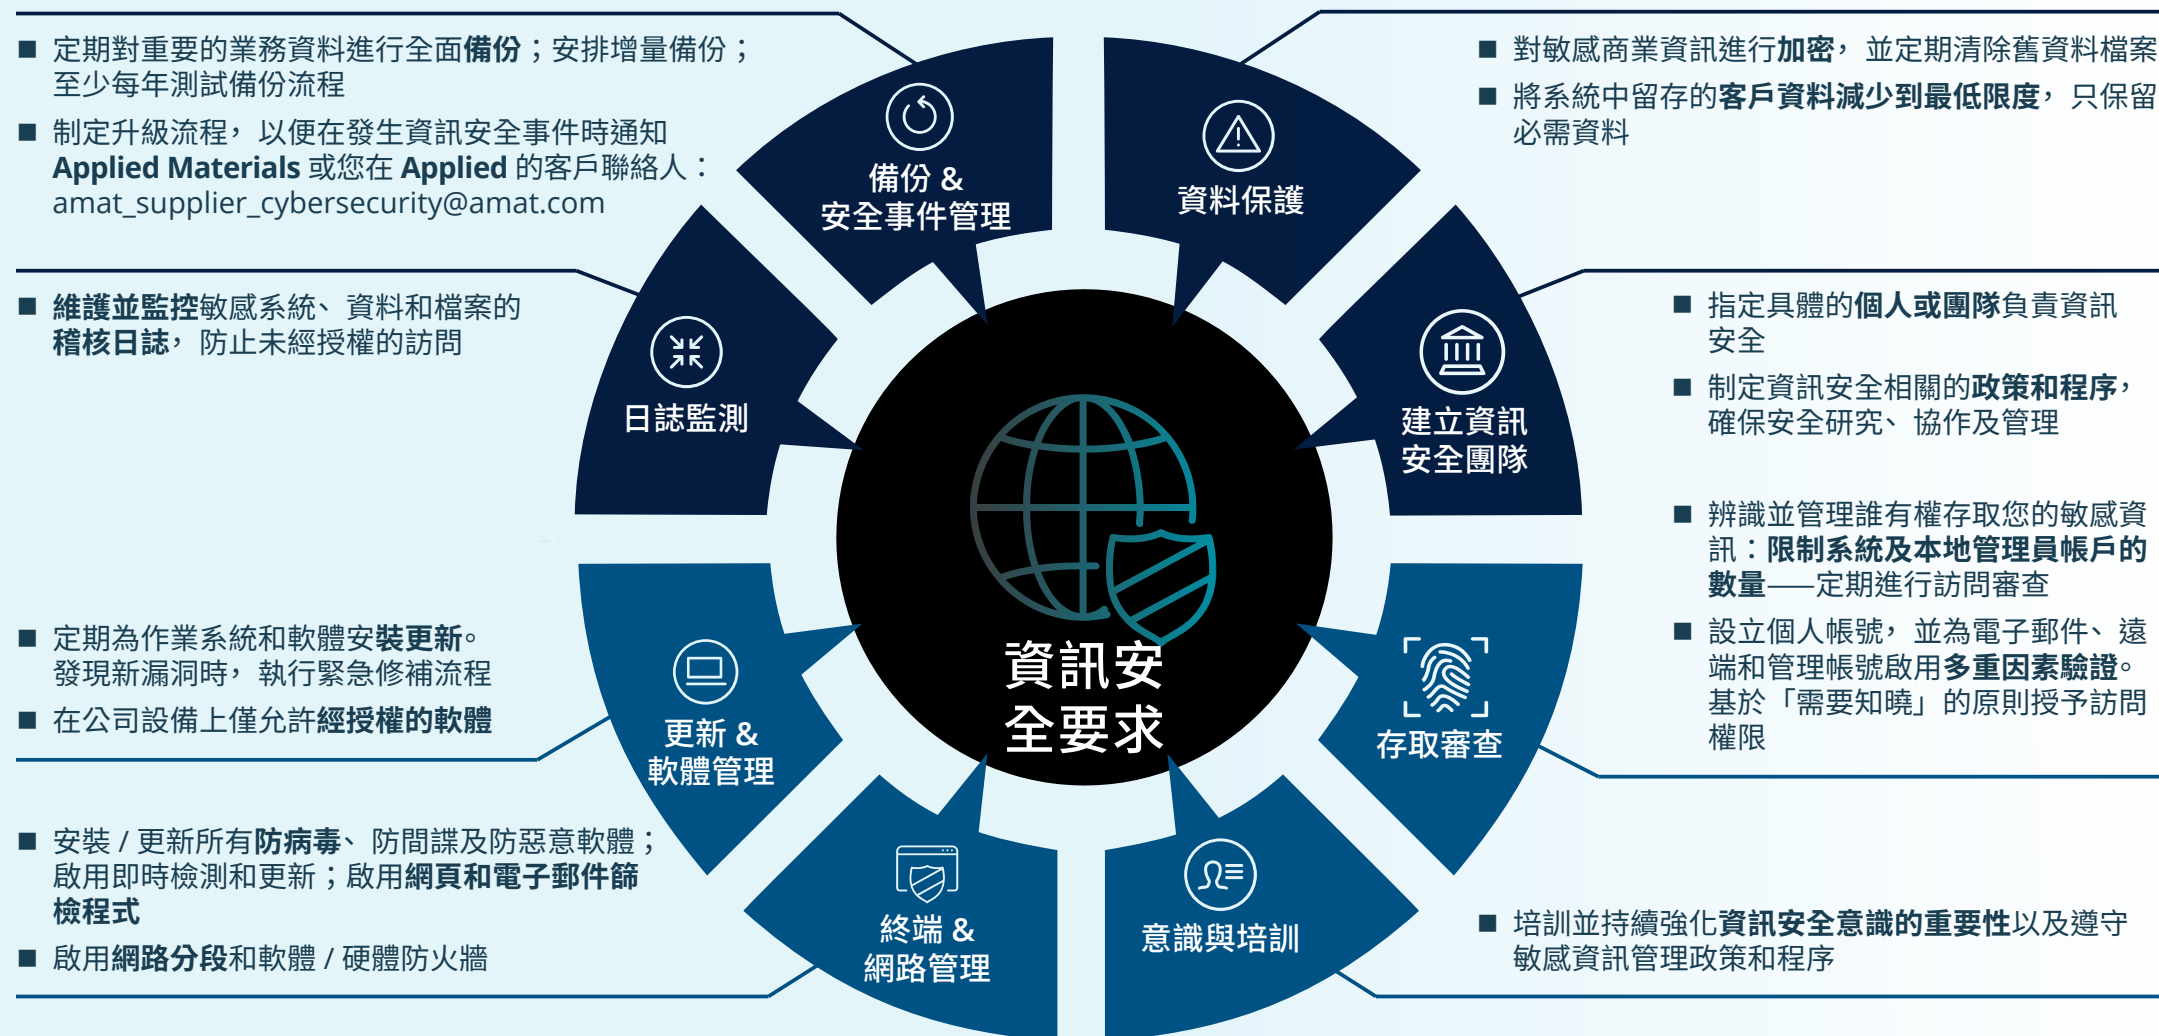 定期對重要的業務資料進行全面備份；安排增量備份；
至少每年測試備份流程
制定升級流程，以便在發生資訊安全事件時通知
Applied Materials 或您在 Applied 的客戶聯絡人：
amat_supplier_cybersecurity@amat.com
備份 &
安全事件管理
資料保護
對敏感商業資訊進行加密，並定期清除舊資料檔案
將系統中留存的客戶資料減少到最低限度，只保留
必需資料
維護並監控敏感系統、資料和檔案的
稽核日誌，防止未經授權的訪問
日誌監測
建立資訊
安全團隊
指定具體的個人或團隊負責資訊
安全
制定資訊安全相關的政策和程序，
確保安全研究、協作及管理
資訊安
全要求
辨識並管理誰有權存取您的敏感資
訊：限制系統及本地管理員帳戶的
數量——定期進行訪問審查
設立個人帳號，並為電子郵件、遠
端和管理帳號啟用多重因素驗證。
基於「需要知曉」的原則授予訪問
權限
存取審查
定期為作業系統和軟體安裝更新。
發現新漏洞時，執行緊急修補流程
在公司設備上僅允許經授權的軟體
更新 &
軟體管理
安裝 / 更新所有防病毒、防間諜及防惡意軟體；
啟用即時檢測和更新；啟用網頁和電子郵件篩
檢程式
啟用網路分段和軟體 / 硬體防火牆
終端 &
網路管理
意識與培訓
培訓並持續強化資訊安全意識的重要性以及遵守
敏感資訊管理政策和程序